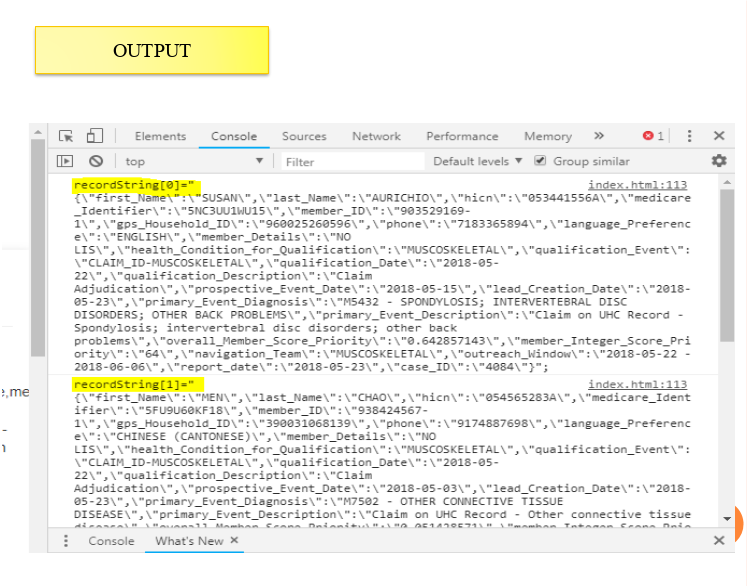 OUTPUT
Elements Console Sources Network Performance Memory » 1
top Filter Default levels Group similar
recordString[0]=" index.html:113
{\"first_Name\":\"SUSAN\",\"last_Name\":\"AURICHIO\",\"hicn\":\"053441556A\",\"medicare
_Identifier\":\"5NC3UU1WU15\",\"member_ID\":\"903529169-
1\",\"gps_Household_ID\":\"960025260596\",\"phone\":\"7183365894\",\"language_Preferenc
e\":\"ENGLISH\",\"member_Details\":\"NO
LIS\",\"health_Condition_for_Qualification\":\"MUSCOSKELETAL\",\"qualification_Event\":
\"CLAIM_ID-MUSCOSKELETAL\",\"qualification_Date\":\"2018-05-
22\",\"qualification_Description\":\"Claim
Adjudication\",\"prospective_Event_Date\":\"2018-05-15\",\"lead_Creation_Date\":\"2018-
05-23\",\"primary_Event_Diagnosis\":\"M5432 - SPONDYLOSIS; INTERVERTEBRAL DISC
DISORDERS; OTHER BACK PROBLEMS\",\"primary_Event_Description\":\"Claim on UHC Record -
Spondylosis; intervertebral disc disorders; other back
problems\",\"overall_Member_Score_Priority\":\"0.642857143\",\"member_Integer_Score_Pri
ority\":\"64\",\"navigation_Team\":\"MUSCOSKELETAL\",\"outreach_Window\":\"2018-05-22 -
2018-06-06\",\"report_date\":\"2018-05-23\",\"case_ID\":\"4084\"}";
recordString[1]=" index.html:113
{\"first_Name\":\"MEN\",\"last_Name\":\"CHAO\",\"hicn\":\"054565283A\",\"medicare_Ident
ifier\":\"5FU9U60KF18\",\"member_ID\":\"938424567-
1\",\"gps_Household_ID\":\"390031068139\",\"phone\":\"9174887698\",\"language_Preferenc
e\":\"CHINESE (CANTONESE)\",\"member_Details\":\"NO
LIS\",\"health_Condition_for_Qualification\":\"MUSCOSKELETAL\",\"qualification_Event\":
\"CLAIM_ID-MUSCOSKELETAL\",\"qualification_Date\":\"2018-05-
22\",\"qualification_Description\":\"Claim
Adjudication\",\"prospective_Event_Date\":\"2018-05-03\",\"lead_Creation_Date\":\"2018-
05-23\",\"primary_Event_Diagnosis\":\"M7502 - OTHER CONNECTIVE TISSUE
DISEASE\",\"primary_Event_Description\":\"Claim on UHC Record - Other connective tissue
,me
Console What's New ×